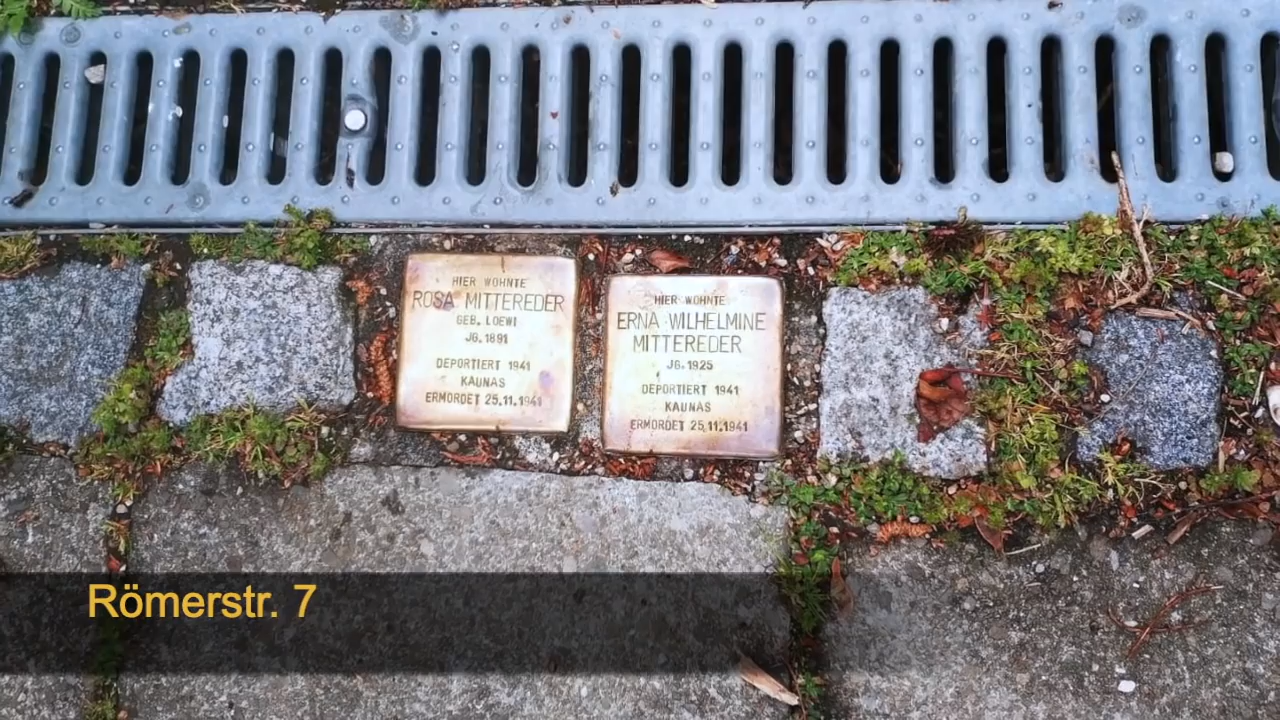 HIER WOHNTE
ROSA MITTEREDER
GEB. LOEWI
JG. 1891
DEPORTIERT 1941
KAUNAS
ERMORDET 25.11.1941
HIER WOHNTE
ERNA WILHELMINE
MITTEREDER
JG. 1925
DEPORTIERT 1941
KAUNAS
ERMORDET 25.11.1941
Römerstr. 7